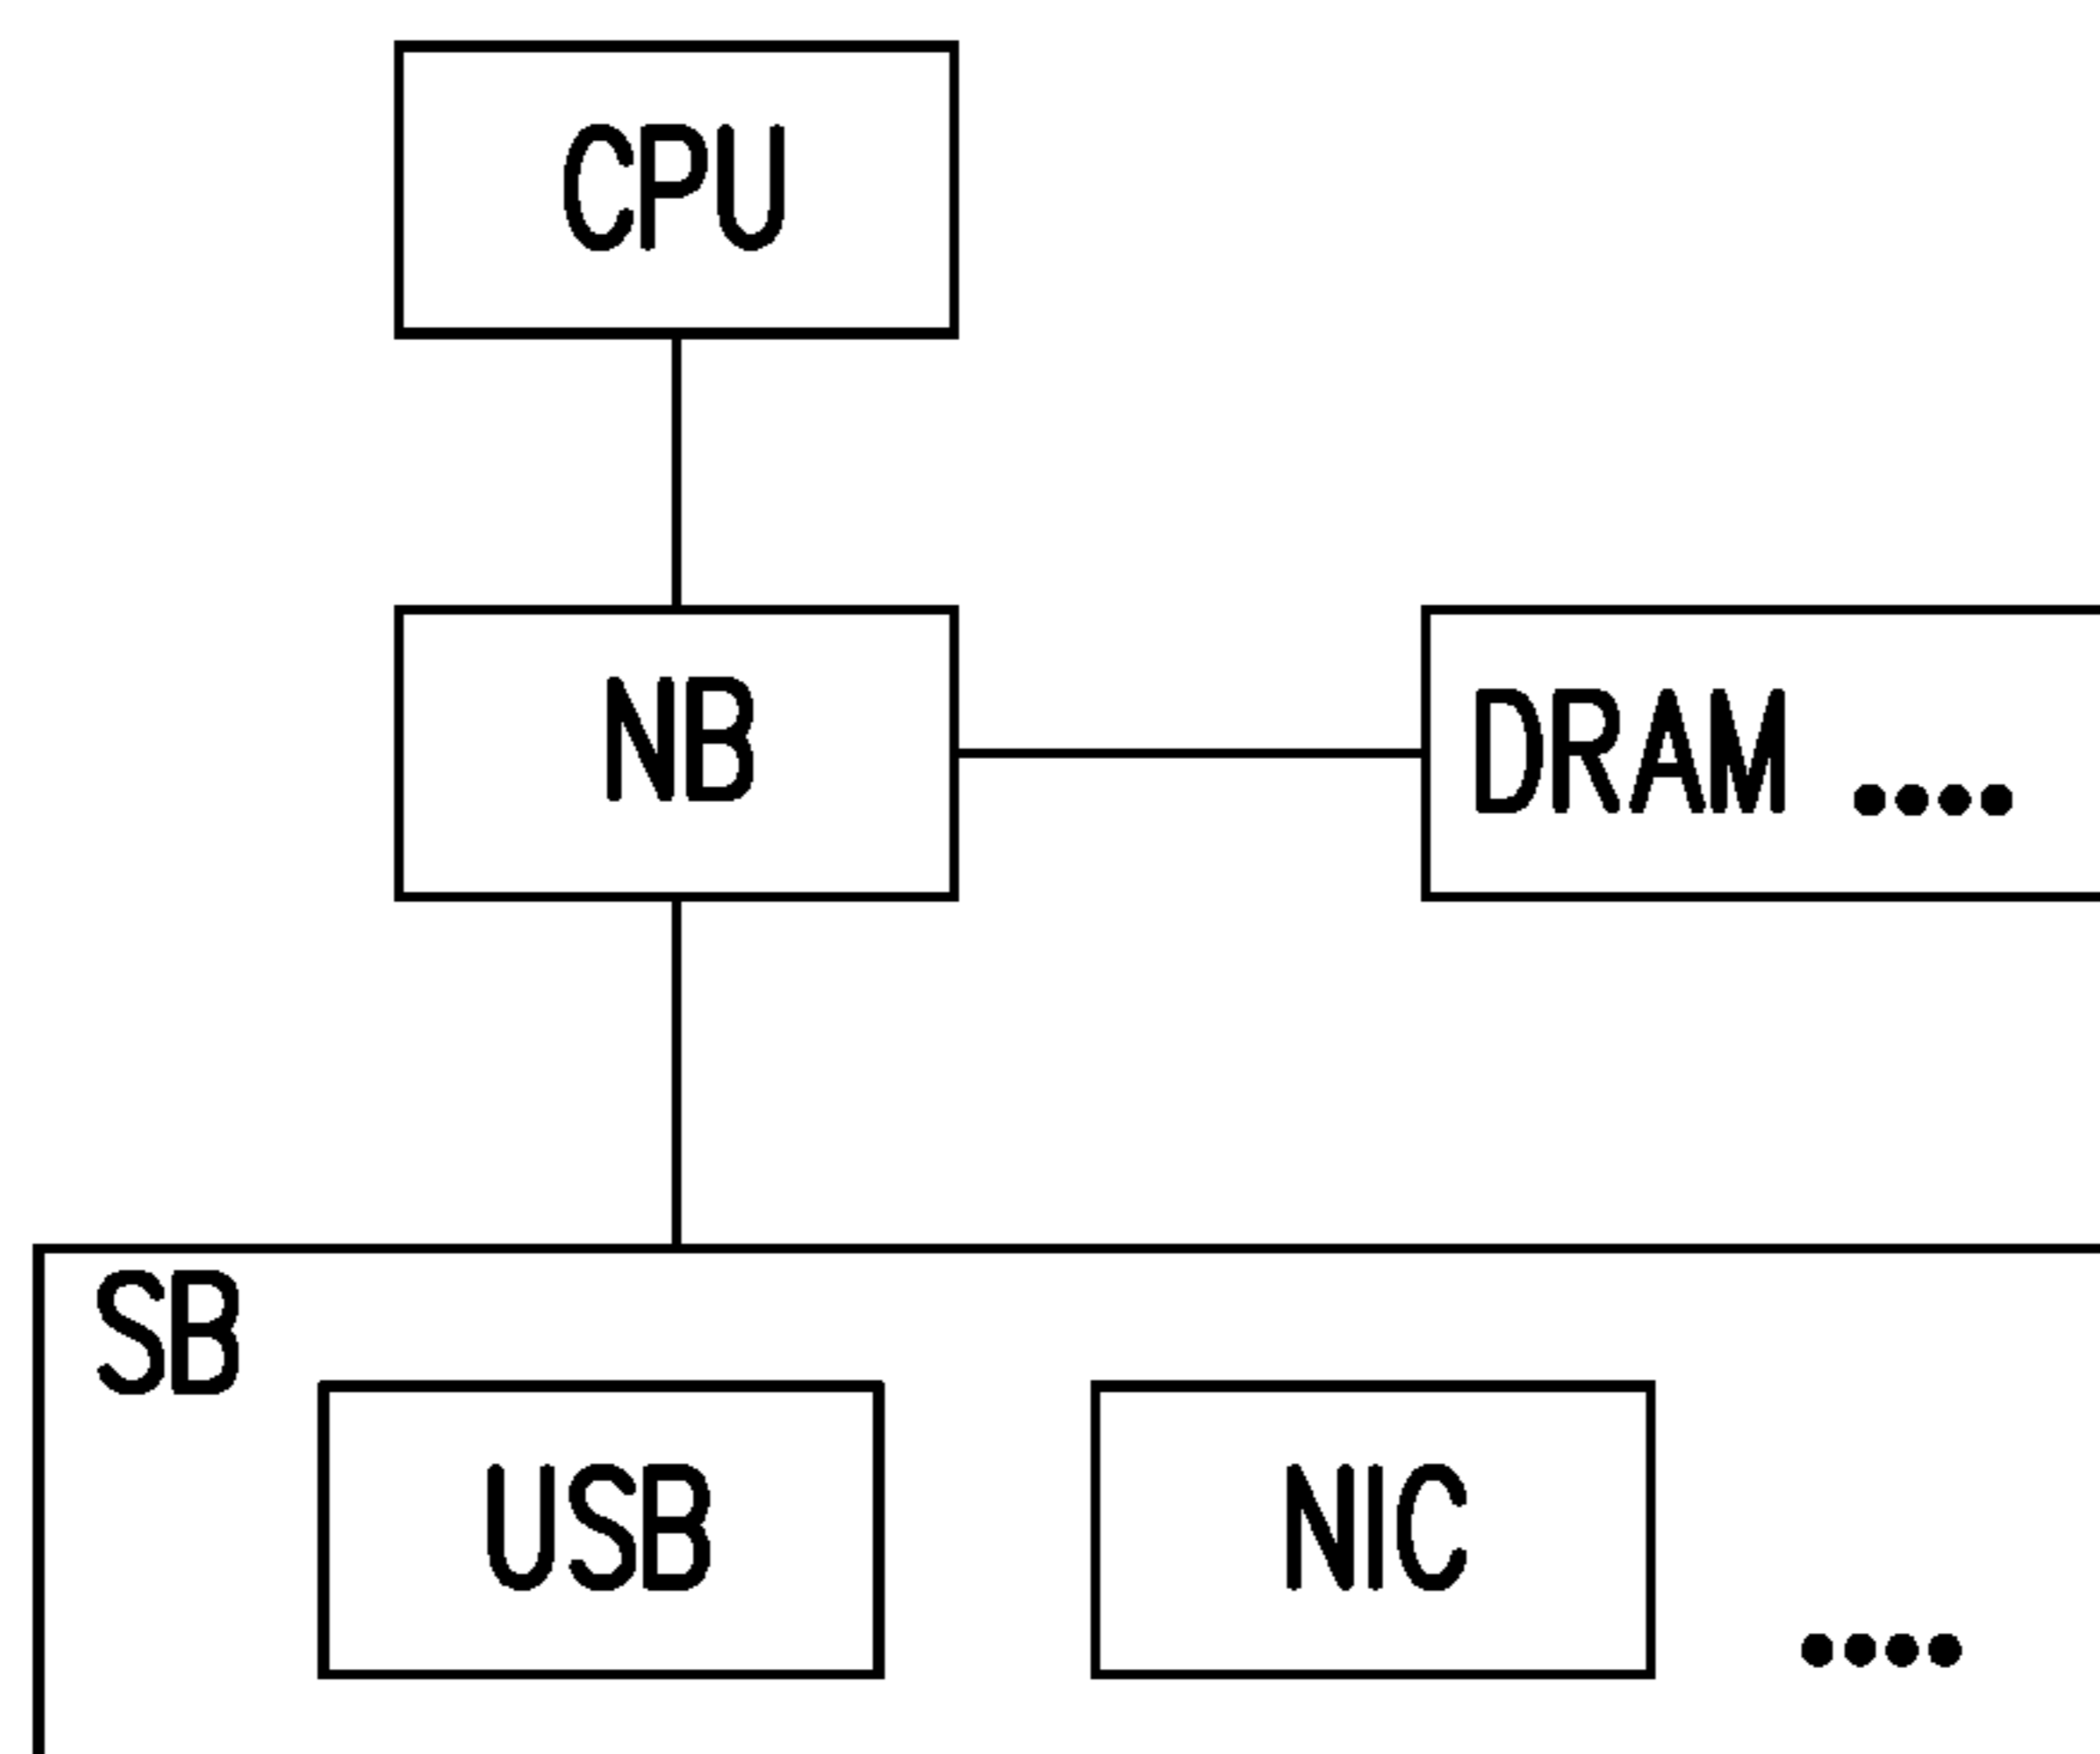 CPU
NB
DRAM ....
SB
USB
NIC
....